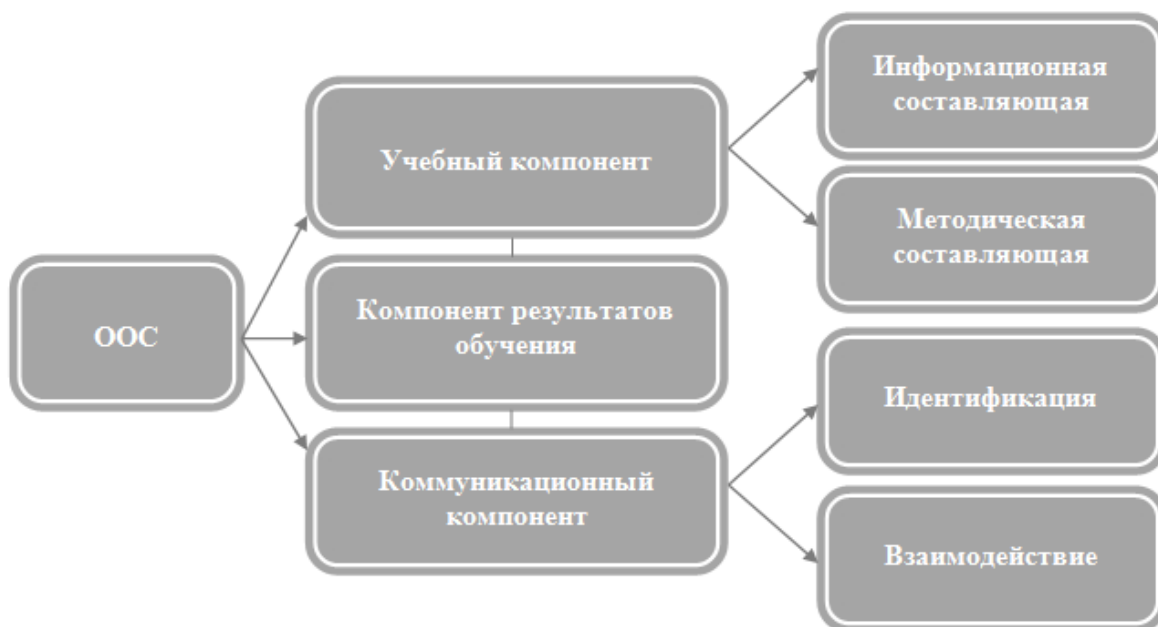 ООС
Учебный компонент
Компонент результатов
обучения
Коммуникационный
компонент
Информационная
составляющая
Методическая
составляющая
Идентификация
Взаимодействие